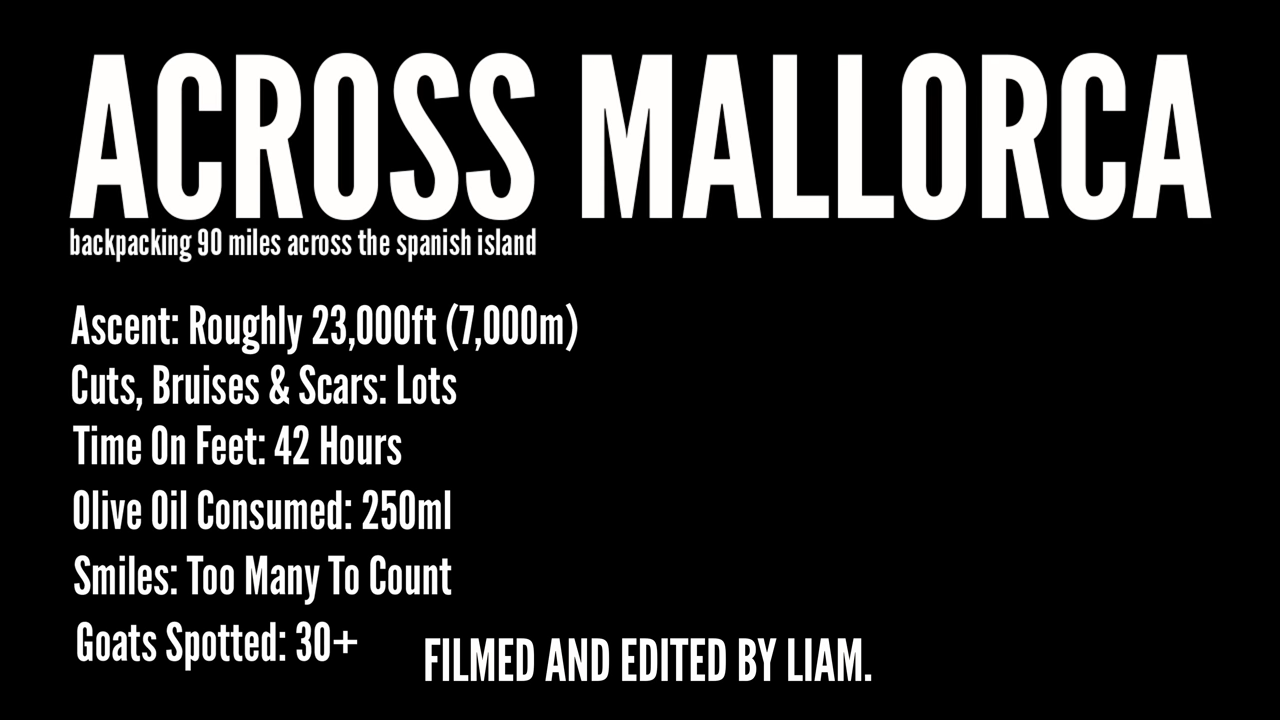 ACROSS MALLORCA
backpacking 90 miles across the spanish island
Ascent: Roughly 23,000ft (7,000m)
Cuts, Bruises & Scars: Lots
Time On Feet: 42 Hours
Olive Oil Consumed: 250ml
Smiles: Too Many To Count
Goats Spotted: 30+
FILMED AND EDITED BY LIAM.